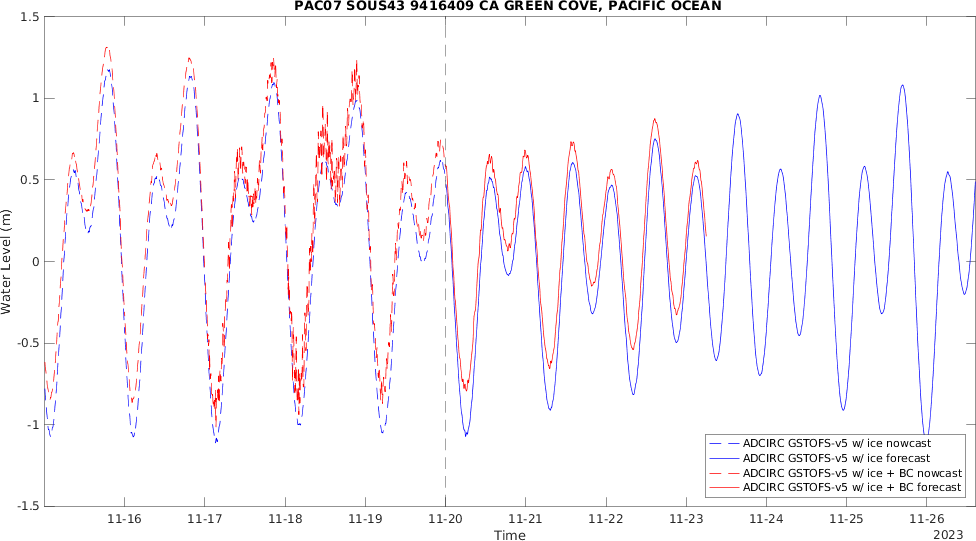 PAC07 SOUS43 9416409 CA GREEN COVE, PACIFIC OCEAN
Water Level (m)
1.5
1
0.5
0
-0.5
-1
-1.5
ADCIRC GSTOFS-v5 w/ ice nowcast
ADCIRC GSTOFS-v5 w/ ice forecast
ADCIRC GSTOFS-v5 w/ ice + BC nowcast
ADCIRC GSTOFS-v5 w/ ice + BC forecast
11-16 11-17 11-18 11-19 11-20 11-21 11-22 11-23 11-24 11-25 11-26
Time
2023